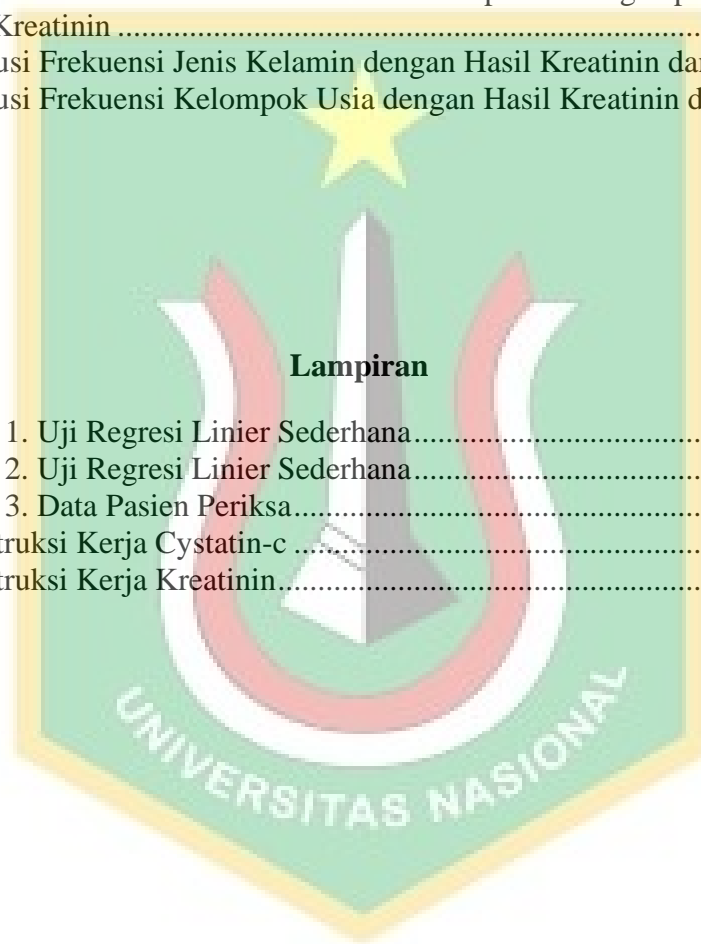 Kreatinin ....................................................................................
usi Frekuensi Jenis Kelamin dengan Hasil Kreatinin dan
usi Frekuensi Kelompok Usia dengan Hasil Kreatinin d
Lampiran
1. Uji Regresi Linier Sederhana..........................................
2. Uji Regresi Linier Sederhana..........................................
3. Data Pasien Periksa............................................................
truksi Kerja Cystatin-c ............................................................
truksi Kerja Kreatinin..............................................................
UNIVERSITAS NASIONAL